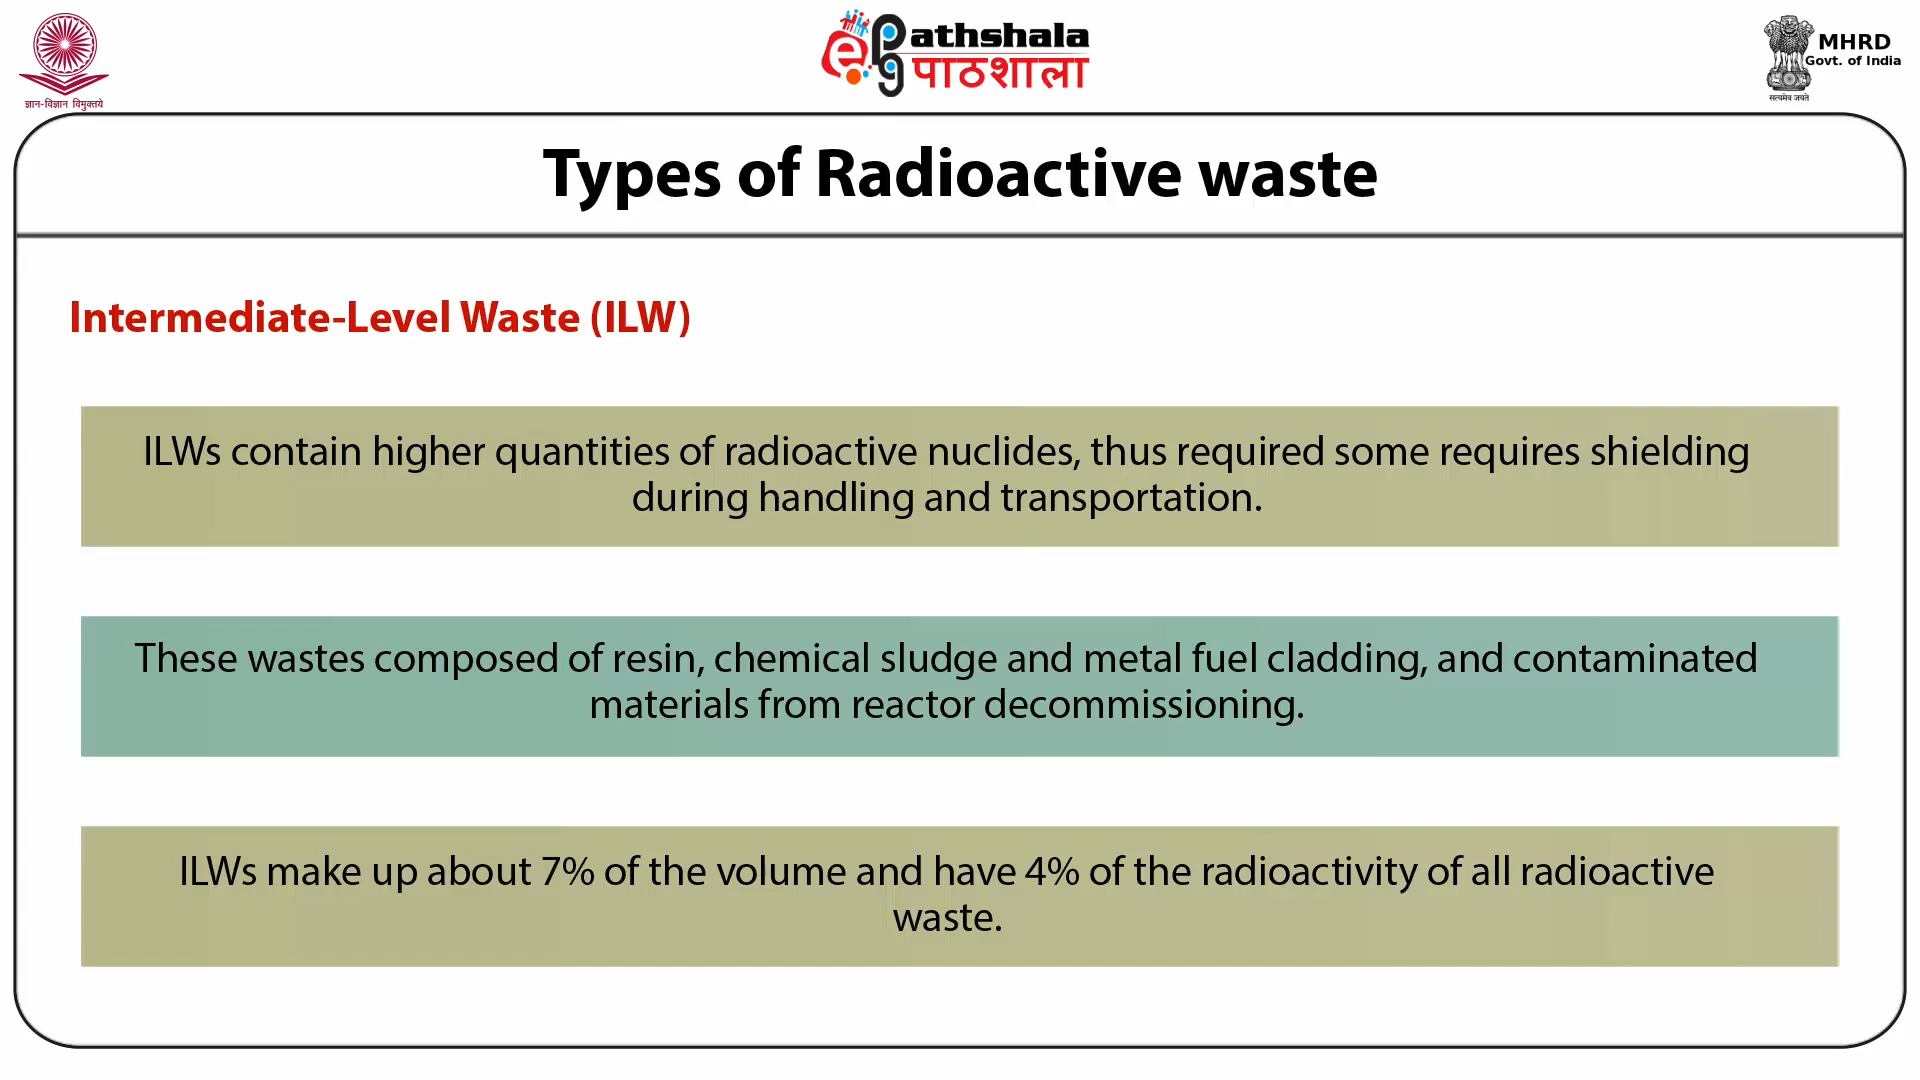 ज्ञान-विज्ञान विमुक्तये
ePGathshala
पाठशाला
MHRD
Govt. of India
सत्यमेव जयते
Types of Radioactive waste
Intermediate-Level Waste (ILW)
ILWs contain higher quantities of radioactive nuclides, thus required some requires shielding
during handling and transportation.
These wastes composed of resin, chemical sludge and metal fuel cladding, and contaminated
materials from reactor decommissioning.
ILWs make up about 7% of the volume and have 4% of the radioactivity of all radioactive
waste.